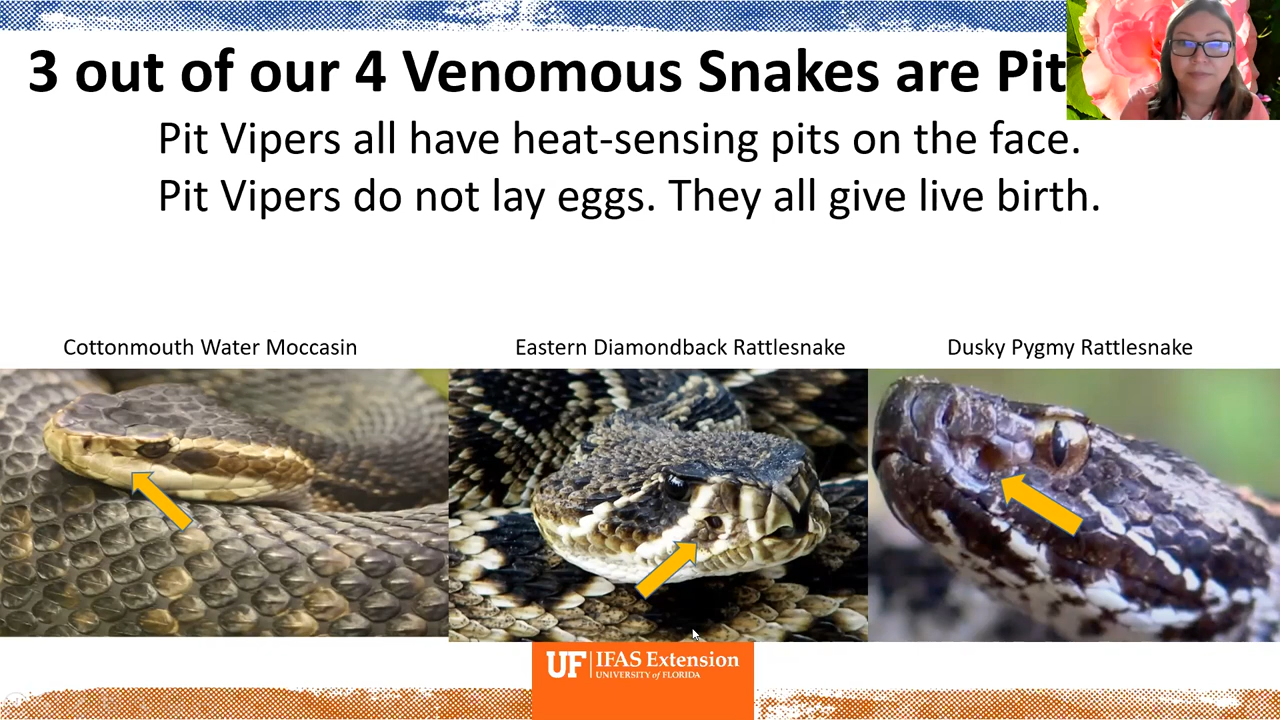 3 out of our 4 Venomous Snakes are Pit
Pit Vipers all have heat-sensing pits on the face.
Pit Vipers do not lay eggs. They all give live birth.
Cottonmouth Water Moccasin
Eastern Diamondback Rattlesnake
Dusky Pygmy Rattlesnake
UF IFAS Extension
UNIVERSITY of FLORIDA